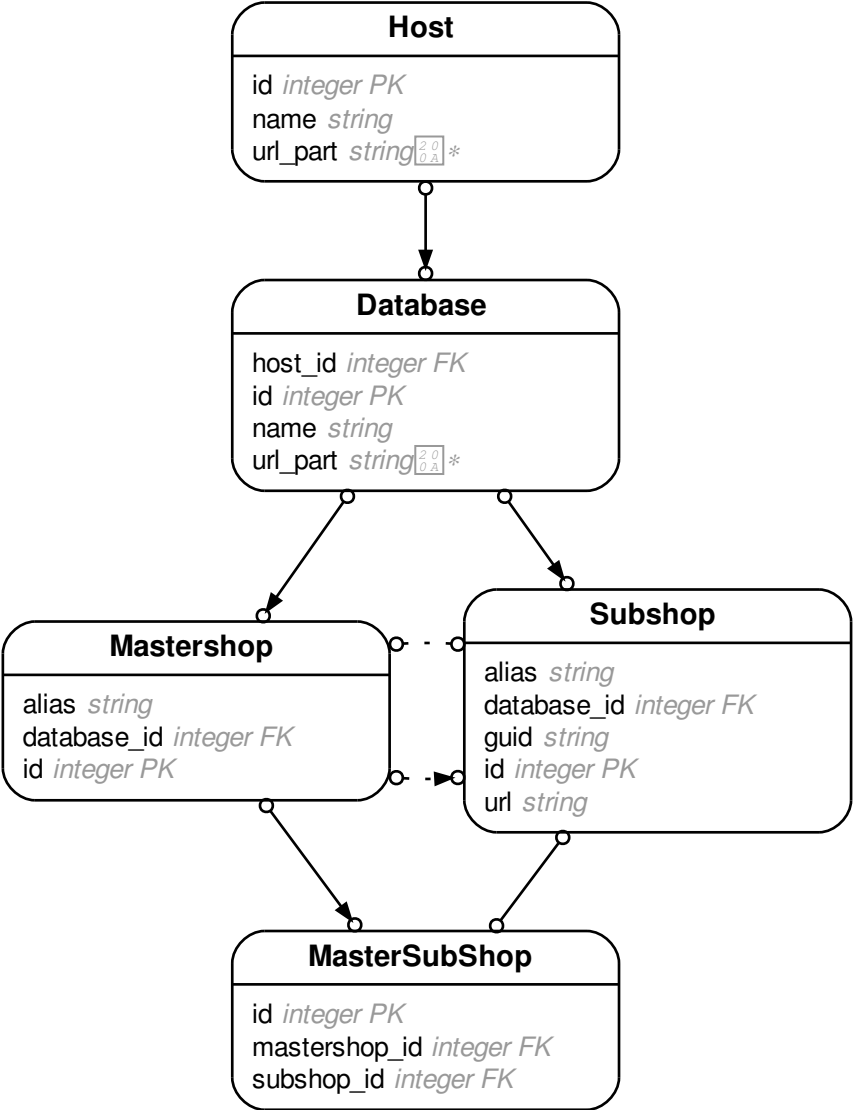 Host
id integer PK
name string
url_part string *
Database
host_id integer FK
id integer PK
name string
url_part string *
Mastershop
alias string
database_id integer FK
id integer PK
Subshop
alias string
database_id integer FK
guid string
id integer PK
url string
MasterSubShop
id integer PK
mastershop_id integer FK
subshop_id integer FK